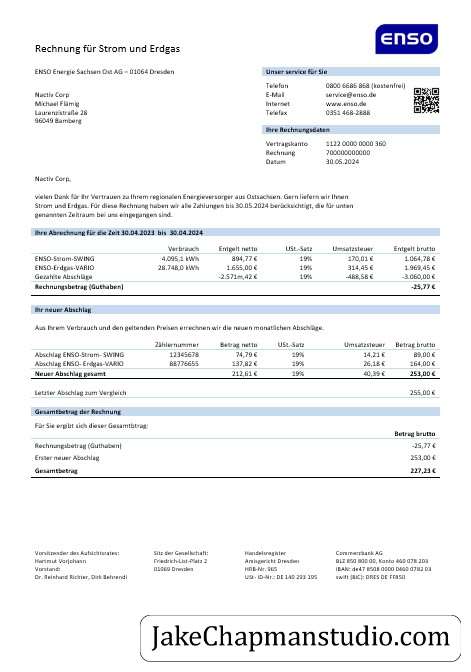 enso
Rechnung für Strom und Erdgas
ENSO Energie Sachsen Ost AG – 01064 Dresden
Nactiv Corp
Michael Flämig
Laurenzistraße 28
96049 Bamberg
Unser service für Sie
Telefon 0800 6686 868 (kostenfrei)
E-Mail service@enso.de
Internet www.enso.de
Telefax 0351 468-2888
Ihre Rechnungsdaten
Vertragskonto 1122 0000 0000 360
Rechnung 700000000000
Datum 30.05.2024
Nactiv Corp,
vielen Dank für Ihr Vertrauen zu Ihrem regionalen Energieversorger aus Ostsachsen. Gern liefern wir Ihnen
Strom und Erdgas. Für diese Rechnung haben wir alle Zahlungen bis 30.05.2024 berücksichtigt, die für unten
genannten Zeitraum bei uns eingegangen sind.
Ihre Abrechnung für die Zeit 30.04.2023 bis 30.04.2024
Verbrauch Entgelt netto USt.-Satz Umsatzsteuer Entgelt brutto
ENSO-Strom-SWING 4.095,1 kWh 894,77 € 19% 170,01 € 1.064,78 €
ENSO-Erdgas-VARIO 28.748,0 kWh 1.655,00 € 19% 314,45 € 1.969,45 €
Gezahlte Abschläge -2.571m,42 € 19% -488,58 € -3.060,00 €
Rechnungsbetrag (Guthaben) -25,77 €
Ihr neuer Abschlag
Aus Ihrem Verbrauch und den geltenden Preisen errechnen wir die neuen monatlichen Abschläge.
Zählernummer Betrag netto USt.-Satz Umsatzsteuer Betrag brutto
Abschlag ENSO-Strom- SWING 12345678 74,79 € 19% 14,21 € 89,00 €
Abschlag ENSO- Erdgas-VARIO 88776655 137,82 € 19% 26,18 € 164,00 €
Neuer Abschlag gesamt 212,61 € 19% 40,39 € 253,00 €
Letzter Abschlag zum Vergleich 255,00 €
Gesamtbetrag der Rechnung
Für Sie ergibt sich dieser Gesamtbtrag:
Betrag brutto
Rechnungsbetrag (Guthaben) -25,77 €
Erster neuer Abschlag 253,00 €
Gesamtbetrag 227,23 €
Vorsitzender des Aufsichtsrates: Sitz der Gesellschaft: Handelsregister Commerzbank AG
Hartmut Vorjohann Friedrich-List-Platz 2 Amtsgericht Dresden BLZ 850 800 00, Konto 460 078 203
Vorstand: 01069 Dresden HRB-Nr. 965 IBAN: de47 8508 0000 0460 0782 03
Dr. Reinhard Richter, Dirk Behrendi USt- ID-Nr.: DE 140 293 195 swift (BIC): DRES DE FF850
JakeChapmanstudio.com